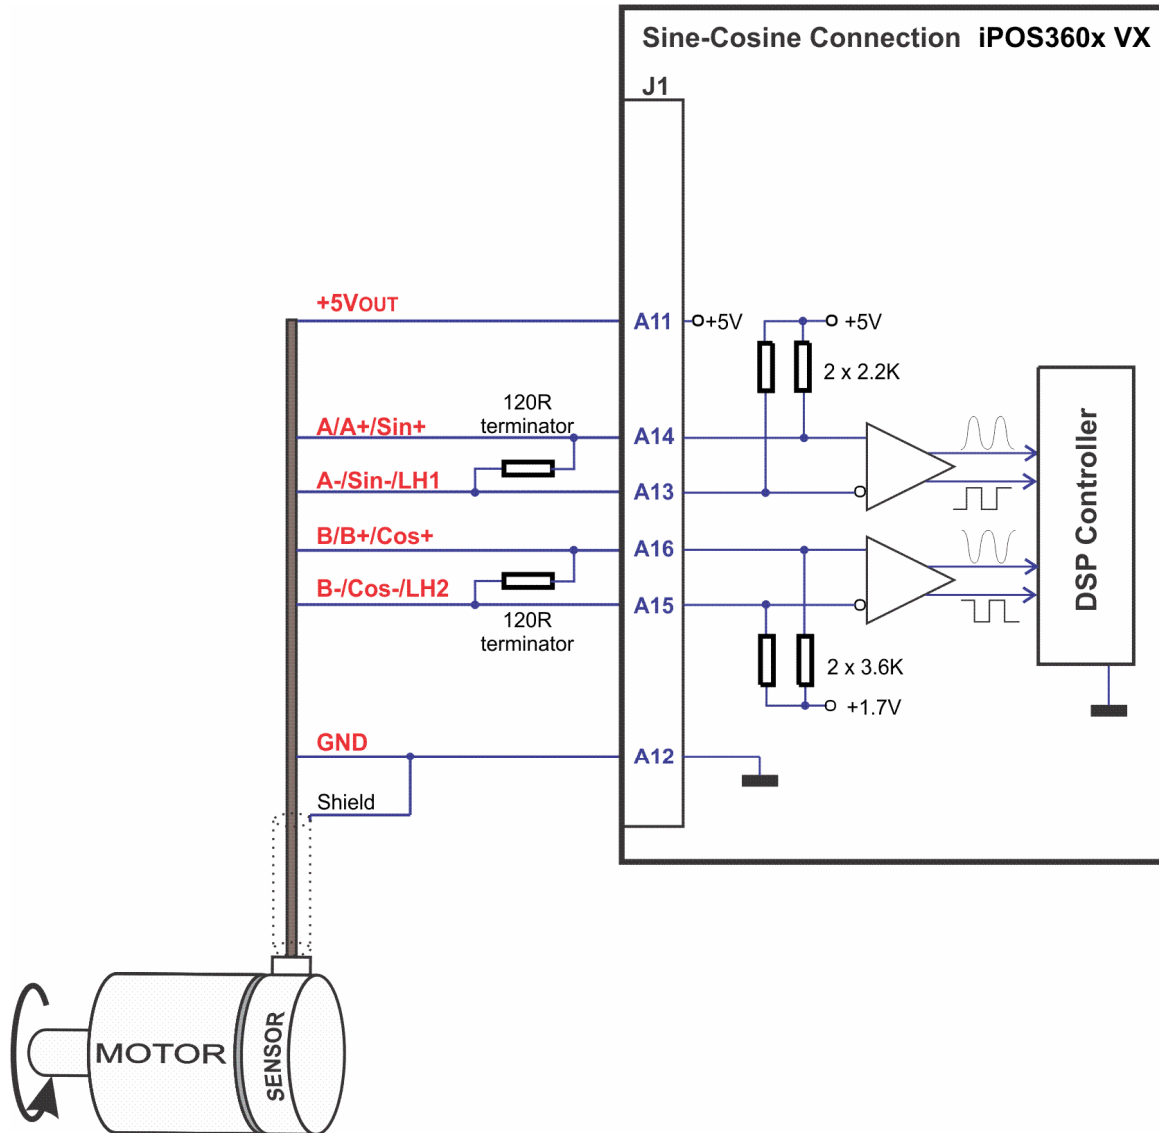 Sine-Cosine Connection iPOS360x VX
J1
+5VOUT
A11
+5V
+5V
2 x 2.2K
120R
terminator
A/A+/Sin+
A14
A-/Sin-/LH1
A13
B/B+/Cos+
A16
B-/Cos-/LH2
A15
120R
terminator
2 x 3.6K
+1.7V
DSP Controller
GND
A12
Shield
MOTOR
SENSOR